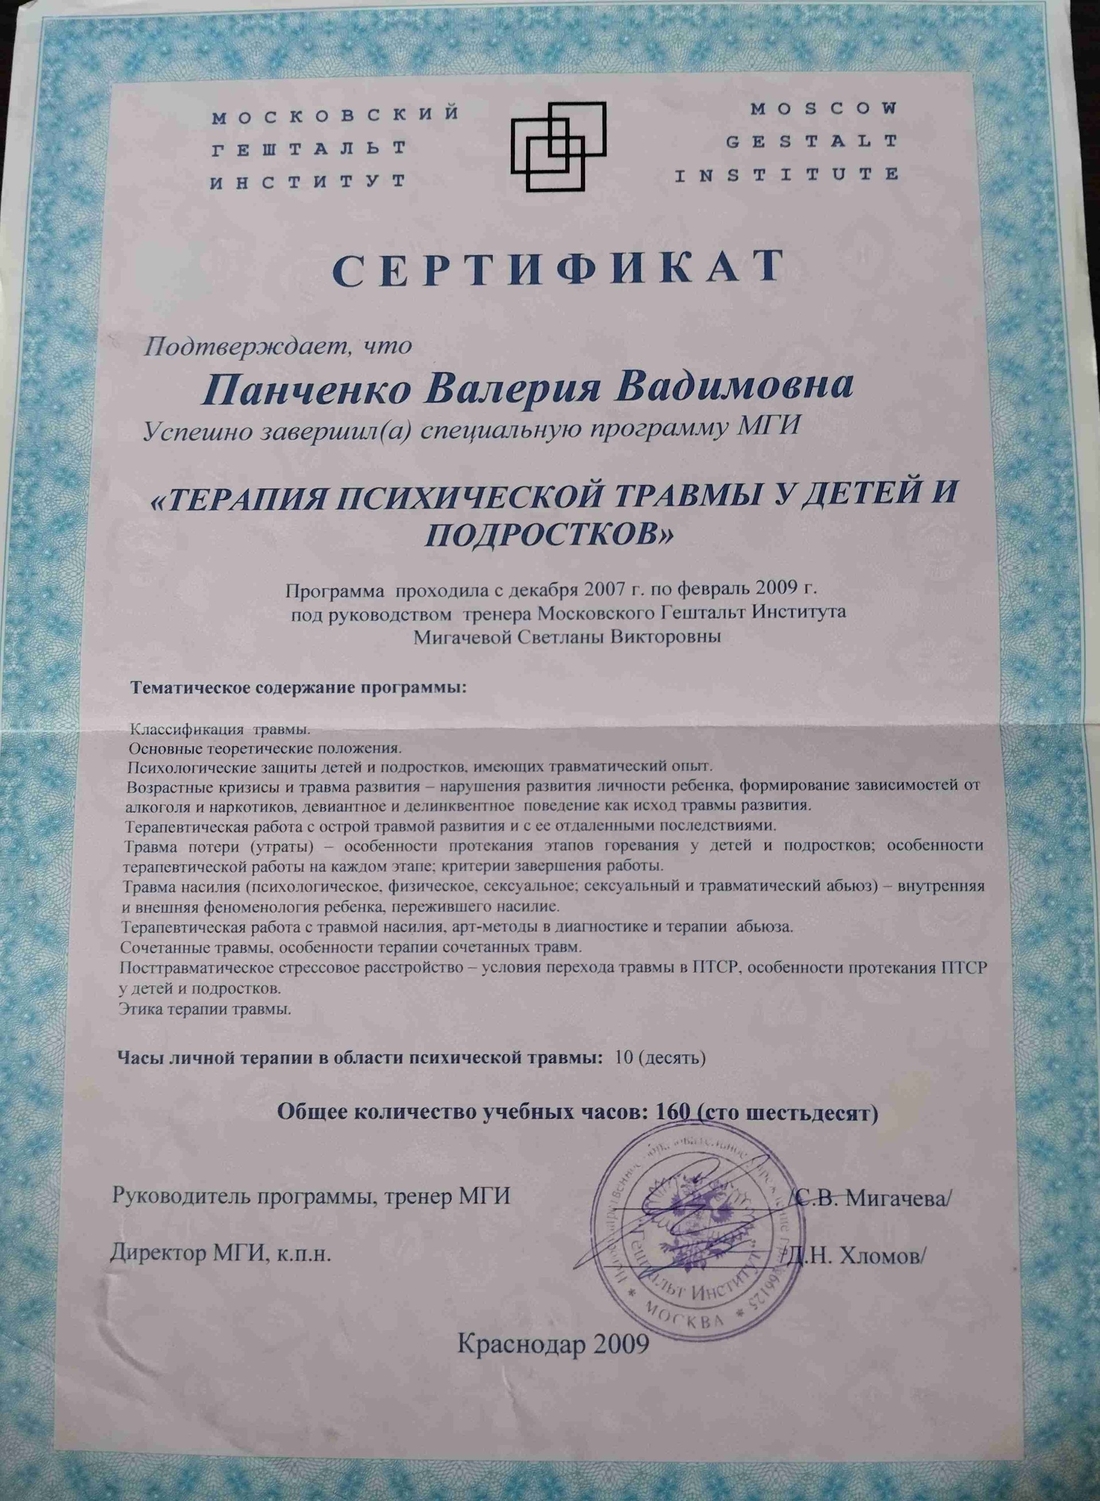 МОСКОВСКИЙ
ГЕШТАЛЬТ
ИНСТИТУТ
MOSCOW
GESTALT
INSTITUTE
СЕРТИФИКАТ
Подтверждает, что
Панченко Валерия Вадимовна
Успешно завершил(а) специальную программу МГИ
«ТЕРАПИЯ ПСИХИЧЕСКОЙ ТРАВМЫ У ДЕТЕЙ И
ПОДРОСТКОВ»
Программа проходила с декабря 2007 г. по февраль 2009 г.
под руководством тренера Московского Гештальт Института
Мигачевой Светланы Викторовны
Тематическое содержание программы:
Классификация травмы.
Основные теоретические положения.
Психологические защиты детей и подростков, имеющих травматический опыт.
Возрастные кризисы и травма развития – нарушения развития личности ребенка, формирование зависимостей от
алкоголя и наркотиков, девиантное и делинквентное поведение как исход травмы развития.
Терапевтическая работа с острой травмой развития и с ее отдаленными последствиями.
Травма потери (утраты) – особенности протекания этапов горевания у детей и подростков; особенности
терапевтической работы на каждом этапе; критерии завершения работы.
Травма насилия (психологическое, физическое, сексуальное; сексуальный и травматический абьюз) – внутренняя
и внешняя феноменология ребенка, пережившего насилие.
Терапевтическая работа с травмой насилия, арт-методы в диагностике и терапии абьюза.
Сочетанные травмы, особенности терапии сочетанных травм.
Посттравматическое стрессовое расстройство – условия перехода травмы в ПТСР, особенности протекания ПТСР
у детей и подростков.
Этика терапии травмы.
Часы личной терапии в области психической травмы: 10 (десять)
Общее количество учебных часов: 160 (сто шестьдесят)
Руководитель программы, тренер МГИ /С.В. Мигачева/
Директор МГИ, к.п.н. /Д.Н. Хломов/
Гештальт Институт
* МОСКВА *
Краснодар 2009